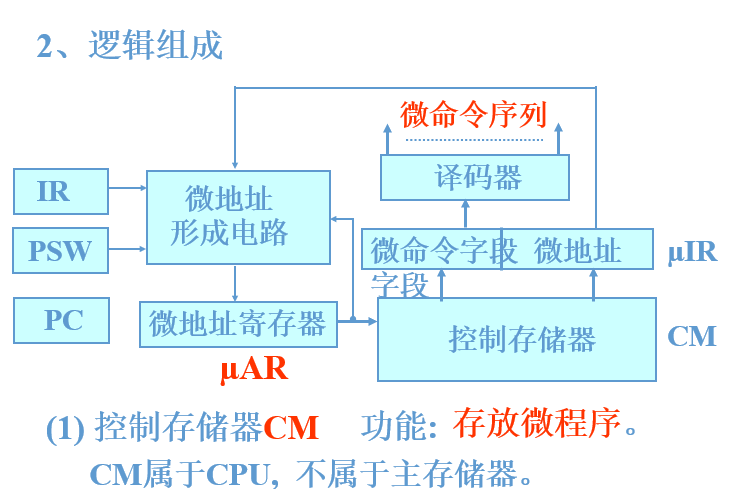 2、逻辑组成
微命令序列
译码器
IR
微地址
形成电路
PSW
微命令字段 微地址
字段
μIR
PC
微地址寄存器
控制存储器
CM
μAR
(1) 控制存储器CM 功能: 存放微程序。
CM属于CPU, 不属于主存储器。